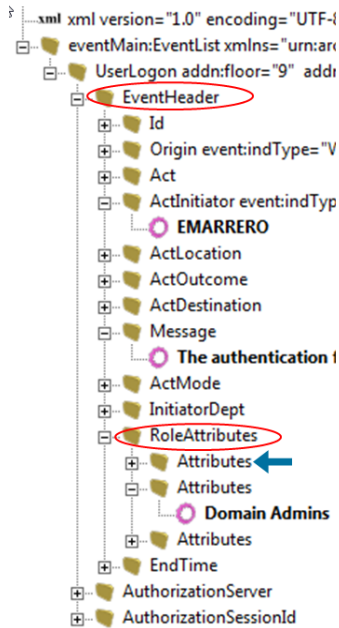 xml xml version="1.0" encoding="UTF-8
eventMain:EventList xmlns="urn:arc
UserLogon addn:floor="9" addr
EventHeader
Id
Origin event:indType="W
Act
ActInitiator event:indTyp
EMARRERO
ActLocation
ActOutcome
ActDestination
Message
The authentication f
ActMode
InitiatorDept
RoleAttributes
Attributes
Attributes
Domain Admins
Attributes
EndTime
AuthorizationServer
AuthorizationSessionId